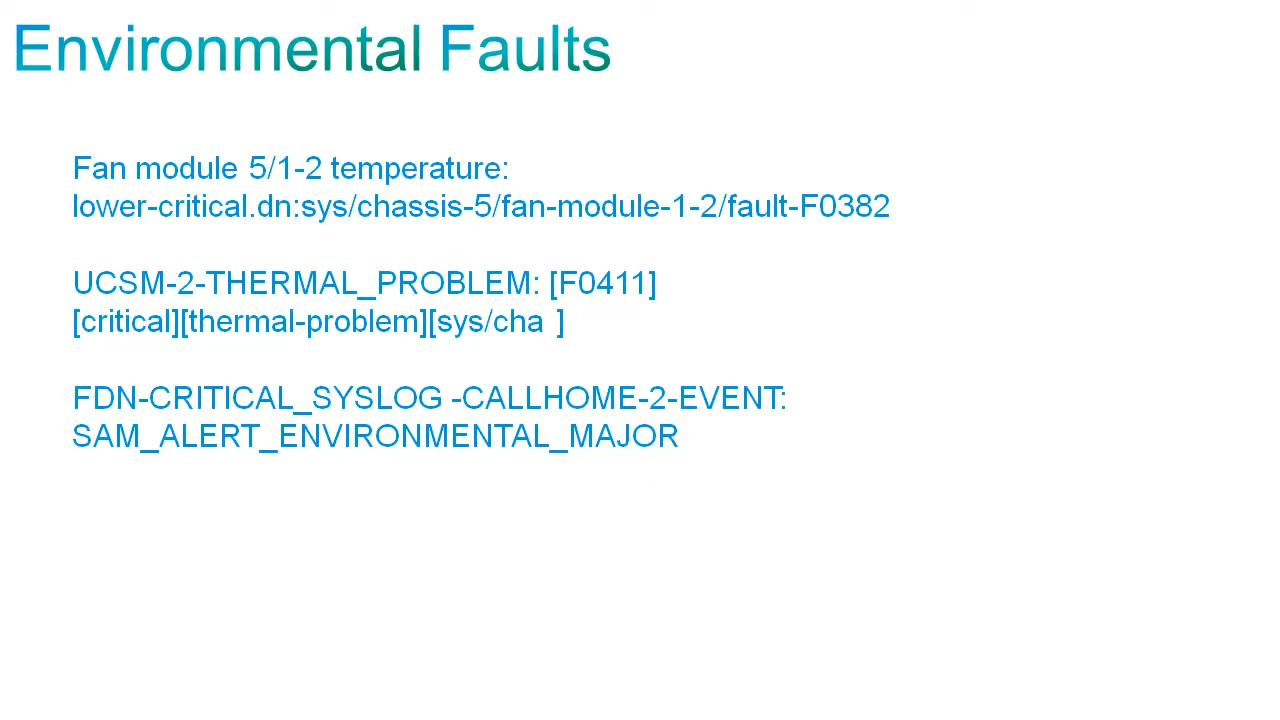 Environmental Faults
Fan module 5/1-2 temperature:
lower-critical.dn:sys/chassis-5/fan-module-1-2/fault-F0382
UCSM-2-THERMAL_PROBLEM: [F0411]
[critical][thermal-problem][sys/cha ]
FDN-CRITICAL_SYSLOG -CALLHOME-2-EVENT:
SAM_ALERT_ENVIRONMENTAL_MAJOR